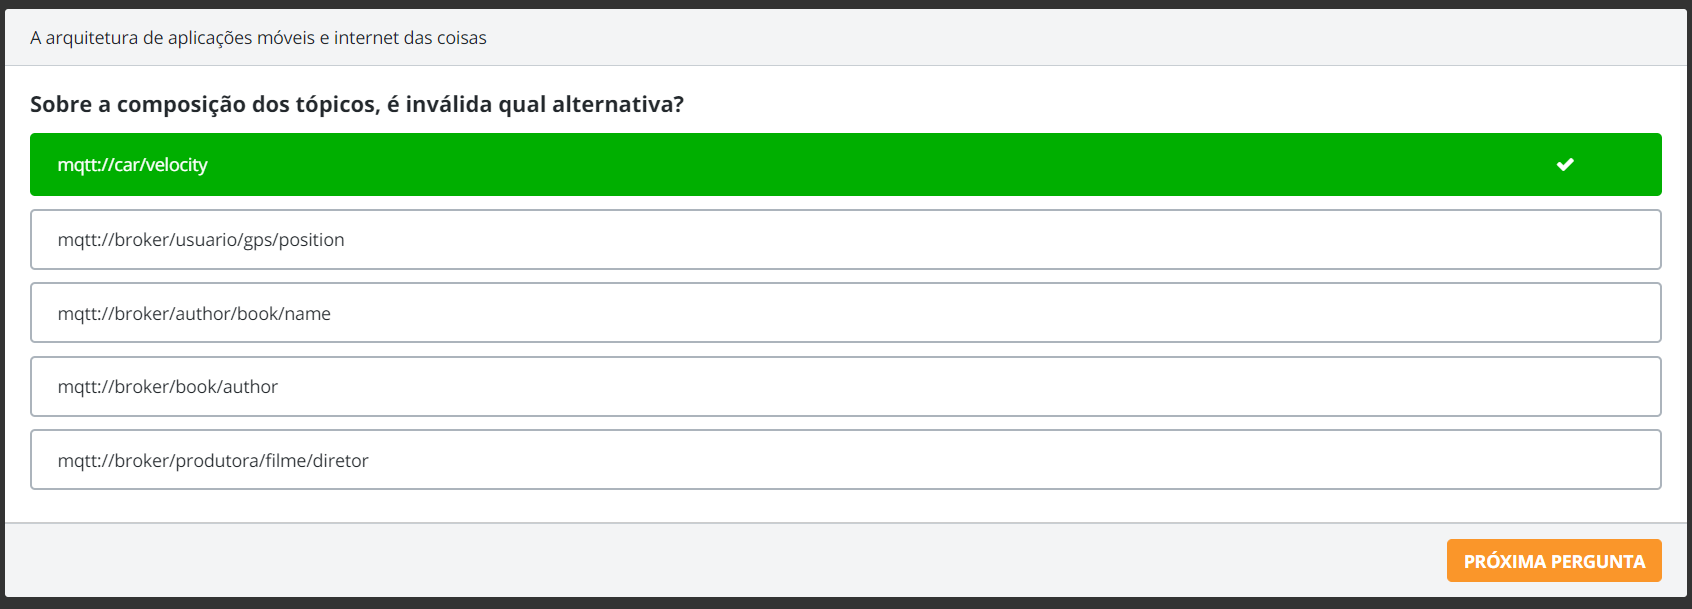 A arquitetura de aplicações móveis e internet das coisas
Sobre a composição dos tópicos, é inválida qual alternativa?
mqtt://car/velocity
mqtt://broker/usuario/gps/position
mqtt://broker/author/book/name
mqtt://broker/book/author
mqtt://broker/produtora/filme/diretor
PRÓXIMA PERGUNTA